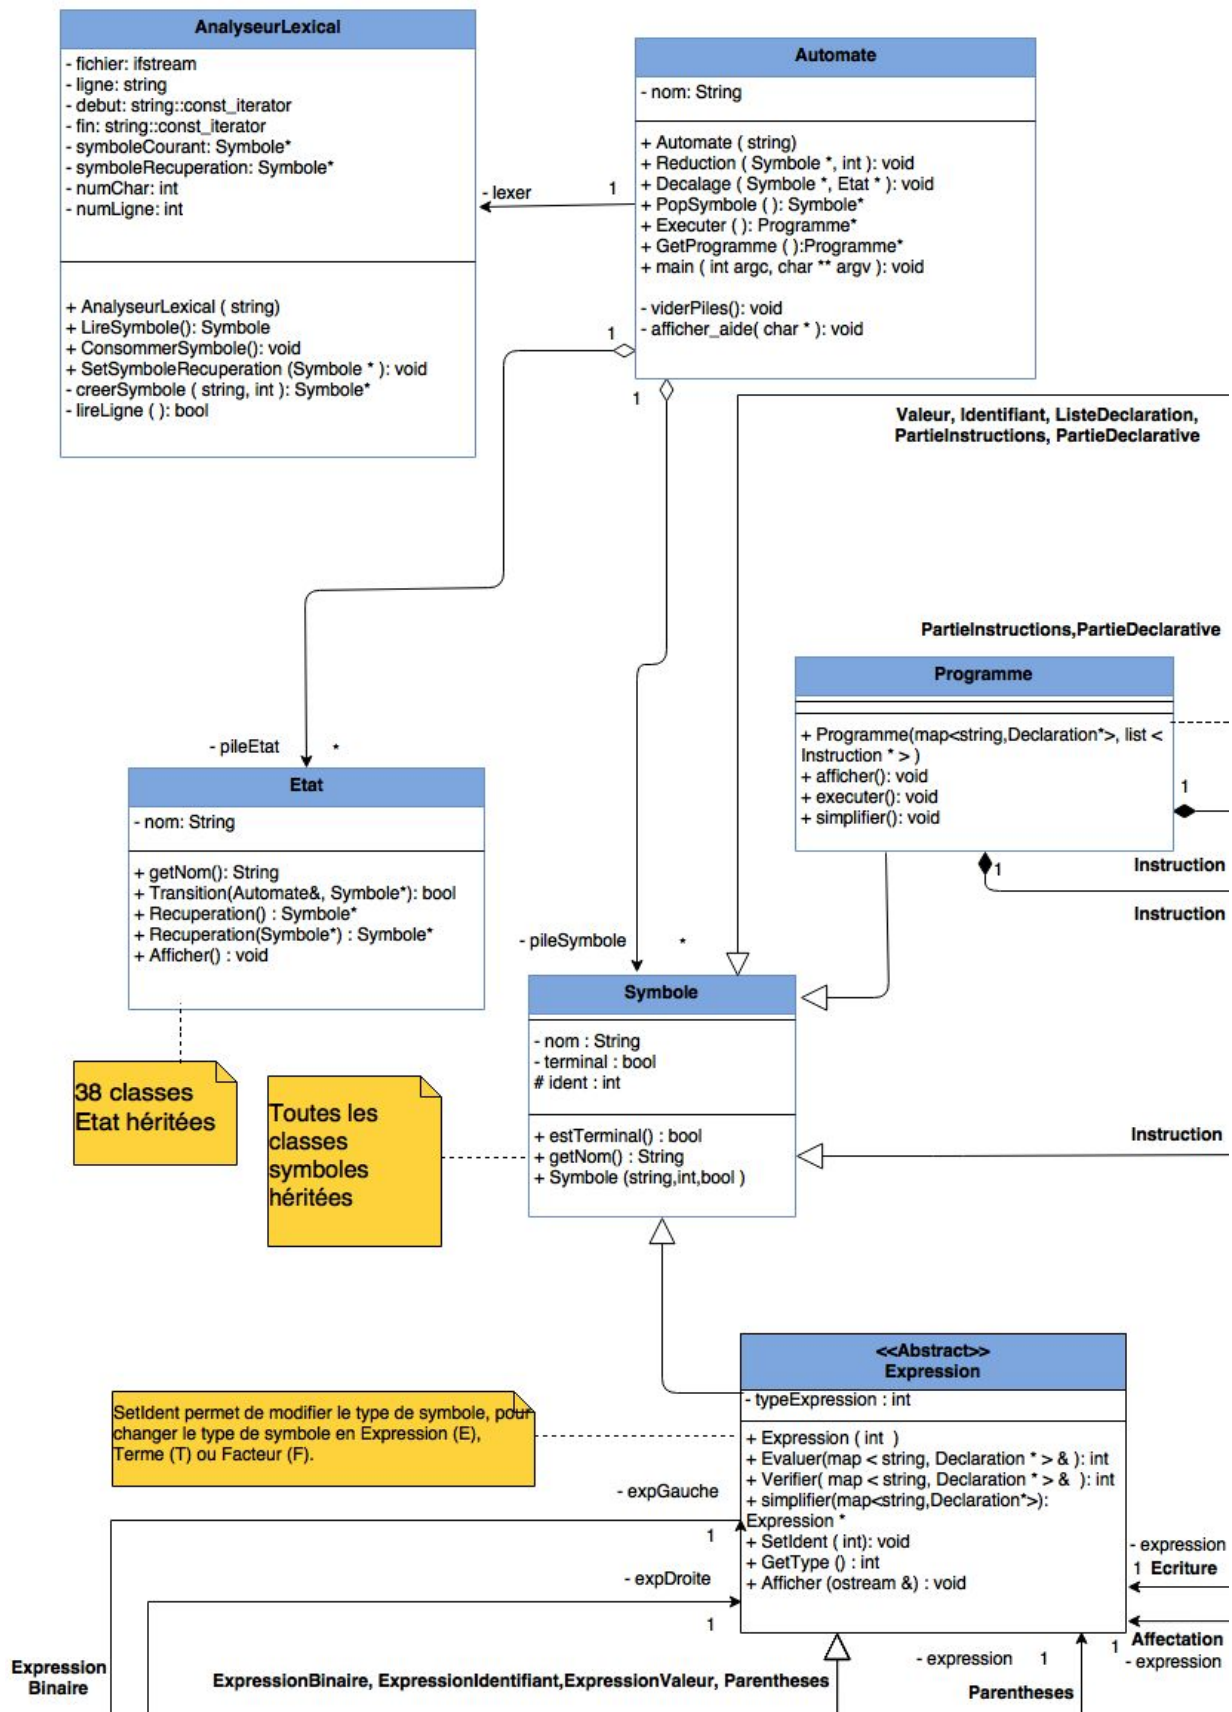 AnalyseurLexical
- fichier: ifstream
- ligne: string
- debut: string::const_iterator
- fin: string::const_iterator
- symboleCourant: Symbole*
- symboleRecuperation: Symbole*
- numChar: int
- numLigne: int
+ AnalyseurLexical ( string)
+ LireSymbole(): Symbole
+ ConsommerSymbole(): void
+ SetSymboleRecuperation (Symbole * ): void
- creerSymbole ( string, int ): Symbole*
- lireLigne ( ): bool
- lexer
1
Automate
- nom: String
+ Automate ( string)
+ Reduction ( Symbole *, int ): void
+ Decalage ( Symbole *, Etat * ): void
+ PopSymbole ( ): Symbole*
+ Executer ( ): Programme*
+ GetProgramme ( ):Programme*
+ main ( int argc, char ** argv ): void
- viderPiles(): void
- afficher_aide( char * ): void
1
1
Valeur, Identifiant, ListeDeclaration,
PartieInstructions, PartieDeclarative
PartieInstructions,PartieDeclarative
Programme
+ Programme(map<string,Declaration*>, list <
Instruction * > )
+ afficher(): void
+ executer(): void
+ simplifier(): void
1
1
Instruction
Instruction
- pileEtat
*
Etat
- nom: String
+ getNom(): String
+ Transition(Automate&, Symbole*): bool
+ Recuperation() : Symbole*
+ Recuperation(Symbole*) : Symbole*
+ Afficher() : void
- pileSymbole
*
Symbole
- nom : String
- terminal : bool
# ident : int
+ estTerminal() : bool
+ getNom() : String
+ Symbole (string,int,bool )
Instruction
38 classes
Etat héritées
Toutes les
classes
symboles
héritées
<<Abstract>>
Expression
- typeExpression : int
+ Expression ( int )
+ Evaluer(map < string, Declaration * > & ): int
+ Verifier( map < string, Declaration * > & ): int
+ simplifier(map<string,Declaration*>):
Expression *
+ SetIdent ( int): void
+ GetType () : int
+ Afficher (ostream &) : void
SetIdent permet de modifier le type de symbole, pour
changer le type de symbole en Expression (E),
Terme (T) ou Facteur (F).
- expGauche
1
- expDroite
1
- expression
1 Ecriture
1
Affectation
- expression
- expression
1
Parentheses
Expression
Binaire
ExpressionBinaire, ExpressionIdentifiant,ExpressionValeur, Parentheses